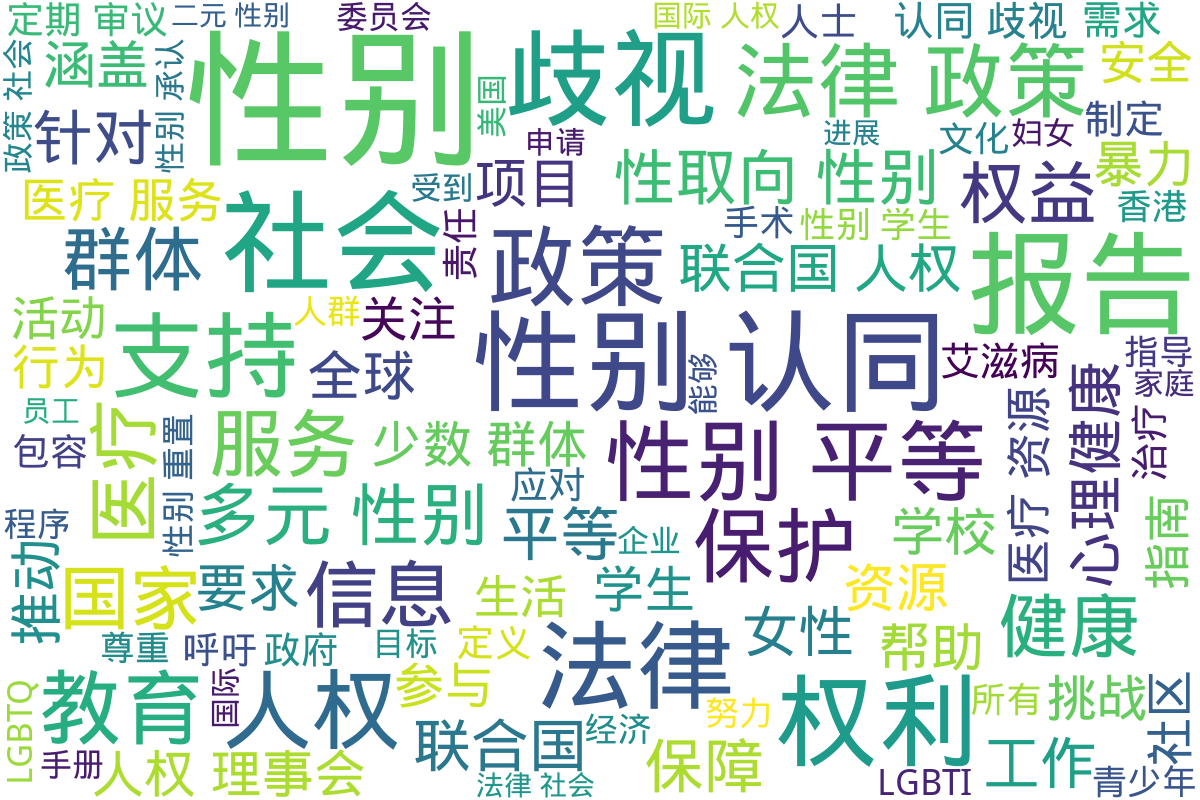 定期 审议
二元 性别
委员会
国际 人权
人士
认同 歧视
需求
政策 社会
涵盖
性别 承认
性别
美国
歧视
法律 政策
安全
针对
申请
进展
文化
妇女
制定
暴力
医疗 服务
受到
项目
性取向 性别
权益
香港
群体
社会
责任
政策
手术
性别 学生
联合国 人权
报告
活动
支持
人群
关注
性别 认同
能够
艾滋病
指导
家庭
行为
全球
员工
包容
医疗
性别 重置
服务
少数 群体
应对
性别 平等
医疗 资源
心理健康
治疗
程序
多元 性别
平等
企业
保护
学校
指南
推动
国家
要求
信息
生活
学生
资源
健康
尊重
呼吁
政府
目标
定义
法律
女性
帮助
LGBTQ
教育
国际
人权
参与
努力
权利
所有
挑战
社区
手册
人权 理事会
联合国
经济
法律 社会
保障
LGBTI
工作
青少年